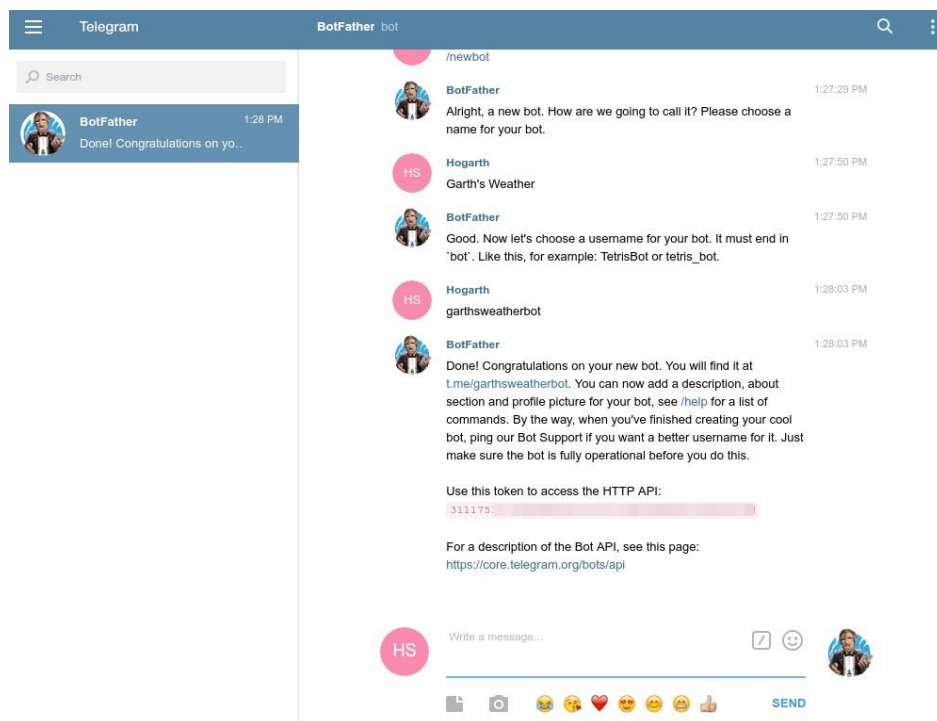 Telegram
BotFather bot
Search
BotFather 1:28 PM
Done! Congratulations on yo..
/newbot
BotFather 1:27:29 PM
Alright, a new bot. How are we going to call it? Please choose a
name for your bot.
HS
Hogarth 1:27:50 PM
Garth's Weather
BotFather 1:27:50 PM
Good. Now let's choose a username for your bot. It must end in
`bot`. Like this, for example: TetrisBot or tetris_bot.
HS
Hogarth 1:28:03 PM
garthsweatherbot
BotFather 1:28:03 PM
Done! Congratulations on your new bot. You will find it at
t.me/garthsweatherbot. You can now add a description, about
section and profile picture for your bot, see /help for a list of
commands. By the way, when you've finished creating your cool
bot, ping our Bot Support if you want a better username for it. Just
make sure the bot is fully operational before you do this.
Use this token to access the HTTP API:
For a description of the Bot API, see this page:
https://core.telegram.org/bots/api
HS
Write a message...
SEND